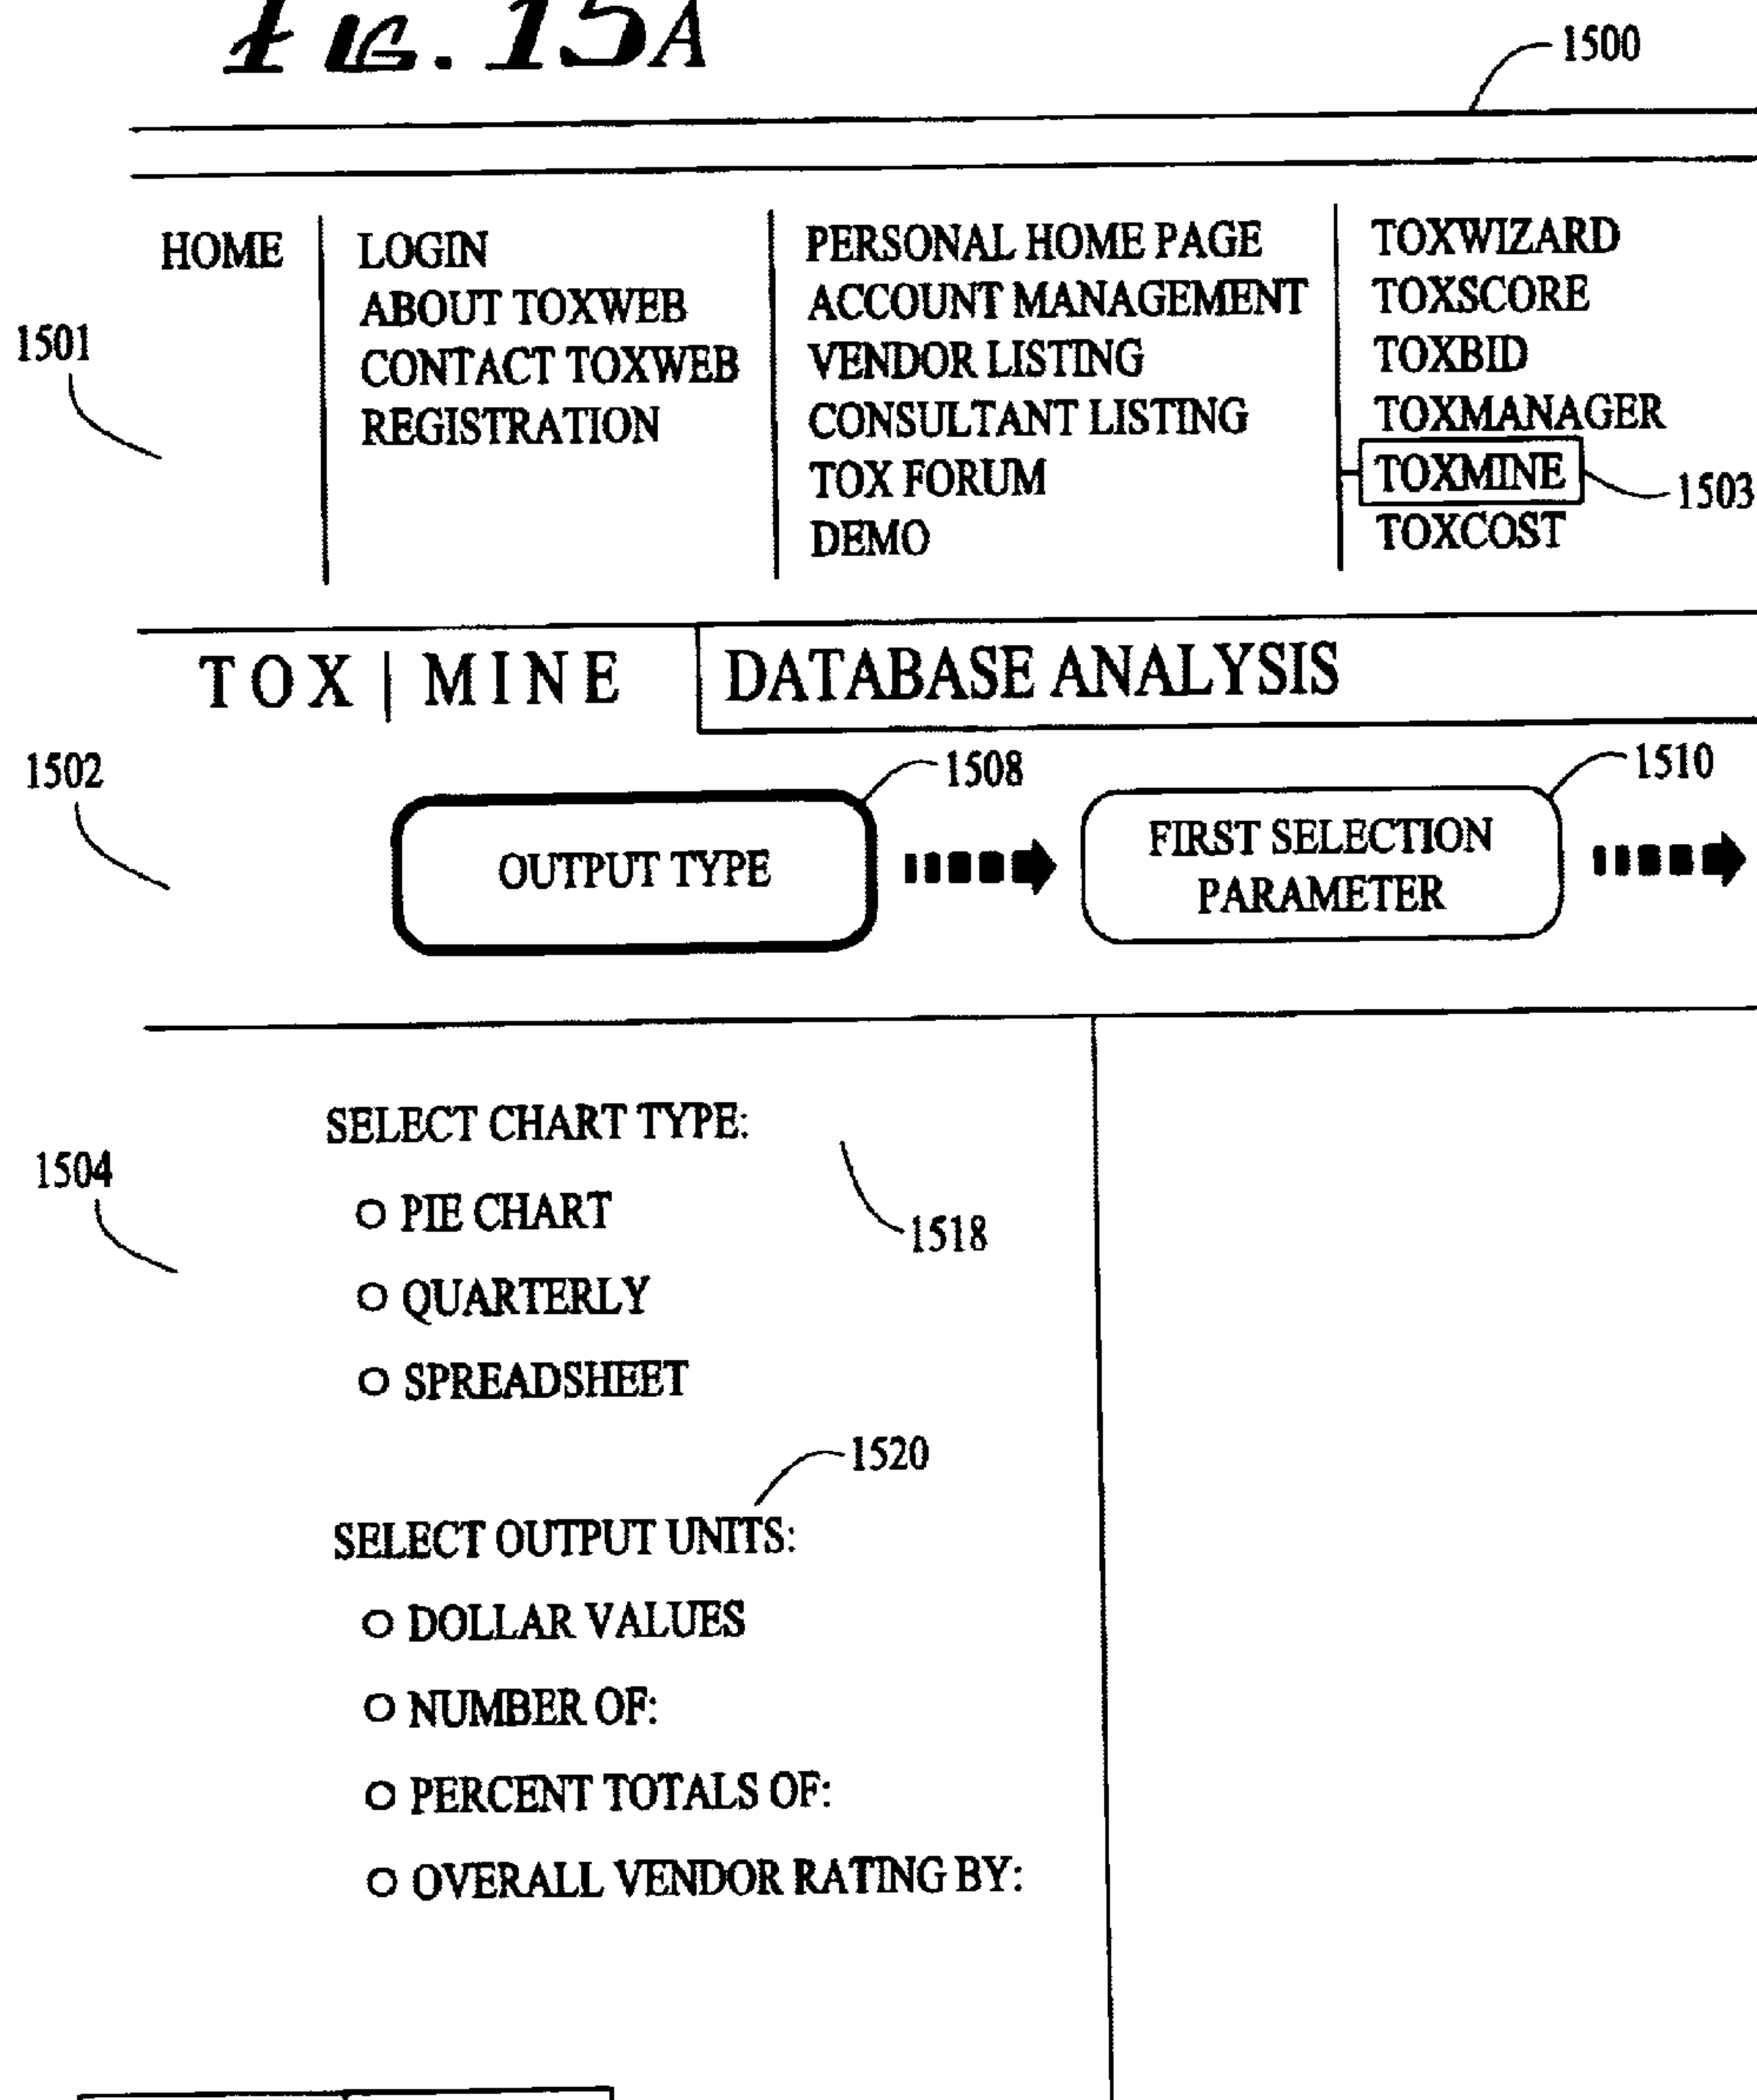 FIG. 15A
1500
HOME
LOGIN
ABOUT TOXWEB
CONTACT TOXWEB
REGISTRATION
PERSONAL HOME PAGE
ACCOUNT MANAGEMENT
VENDOR LISTING
CONSULTANT LISTING
TOX FORUM
DEMO
TOXWIZARD
TOXSCORE
TOXBID
TOXMANAGER
TOXMINE
TOXCOST
1501
1503
TOX | MINE
DATABASE ANALYSIS
1502
1508
1510
OUTPUT TYPE
FIRST SELECTION
PARAMETER
1504
SELECT CHART TYPE:
1518
O PIE CHART
O QUARTERLY
O SPREADSHEET
1520
SELECT OUTPUT UNITS:
O DOLLAR VALUES
O NUMBER OF:
O PERCENT TOTALS OF:
O OVERALL VENDOR RATING BY: